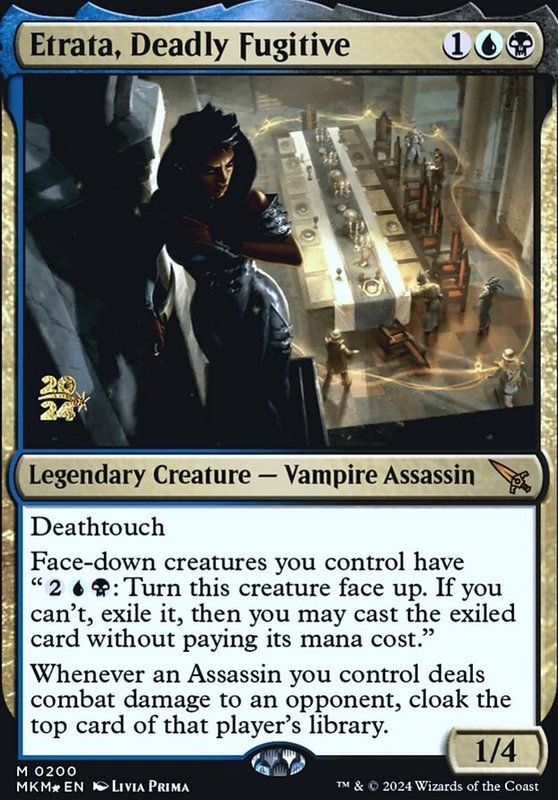 Etrata, Deadly Fugitive 1
20
24
Legendary Creature — Vampire Assassin
Deathtouch
Face-down creatures you control have
“2 : Turn this creature face up. If you
can’t, exile it, then you may cast the exiled
card without paying its mana cost.”
Whenever an Assassin you control deals
combat damage to an opponent, cloak the
top card of that player’s library.
1/4
M 0200
MKM★EN LIVIA PRIMA
™ & © 2024 Wizards of the Coast